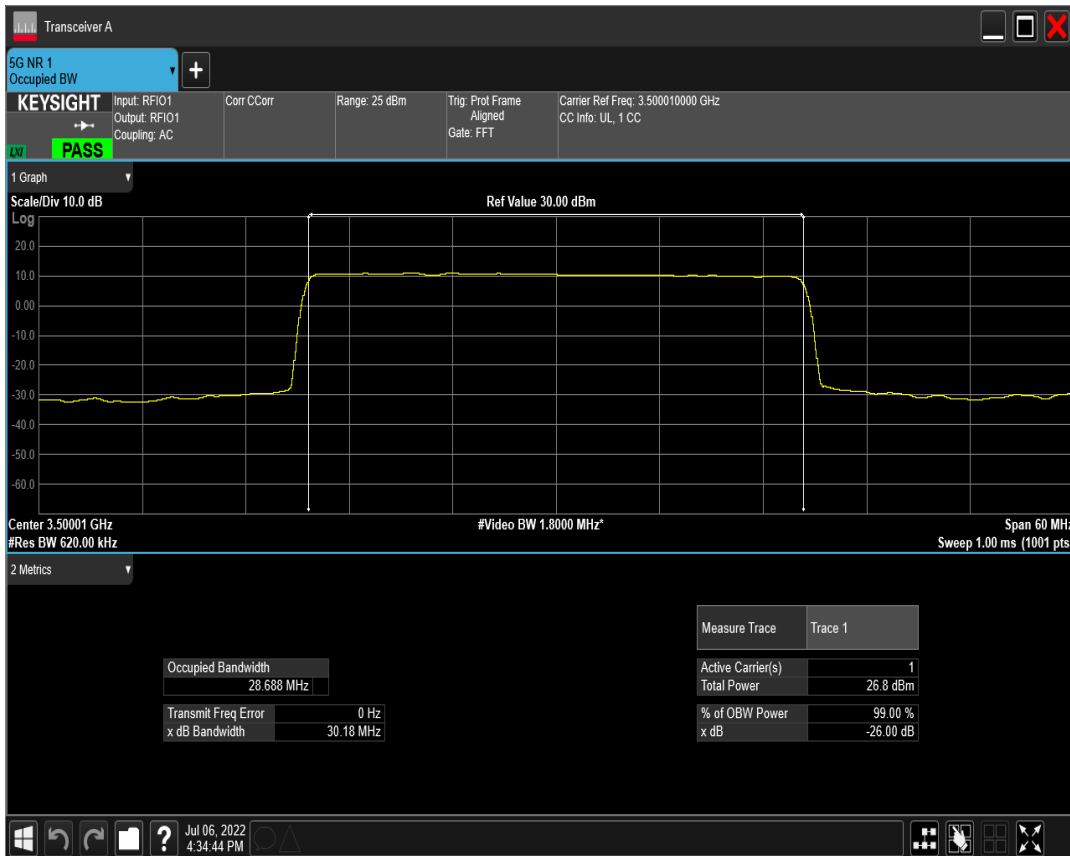 Transceiver A
5G NR 1
Occupied BW
KEYSIGHT
LXI
PASS
Input: RFIO1
Output: RFIO1
Coupling: AC
Corr CCorr
Range: 25 dBm
Trig: Prot Frame
Aligned
Gate: FFT
Carrier Ref Freq: 3.500010000 GHz
CC Info: UL, 1 CC
1 Graph
Scale/Div 10.0 dB
Ref Value 30.00 dBm
Log
20.0
10.0
0.00
-10.0
-20.0
-30.0
-40.0
-50.0
-60.0
Center 3.50001 GHz
#Video BW 1.8000 MHz*
Span 60 MHz
#Res BW 620.00 kHz
Sweep 1.00 ms (1001 pts
2 Metrics
Measure Trace Trace 1
Occupied Bandwidth
28.688 MHz
Active Carrier(s) 1
Total Power 26.8 dBm
Transmit Freq Error 0 Hz
x dB Bandwidth 30.18 MHz
% of OBW Power 99.00 %
x dB -26.00 dB
?
Jul 06, 2022
4:34:44 PM